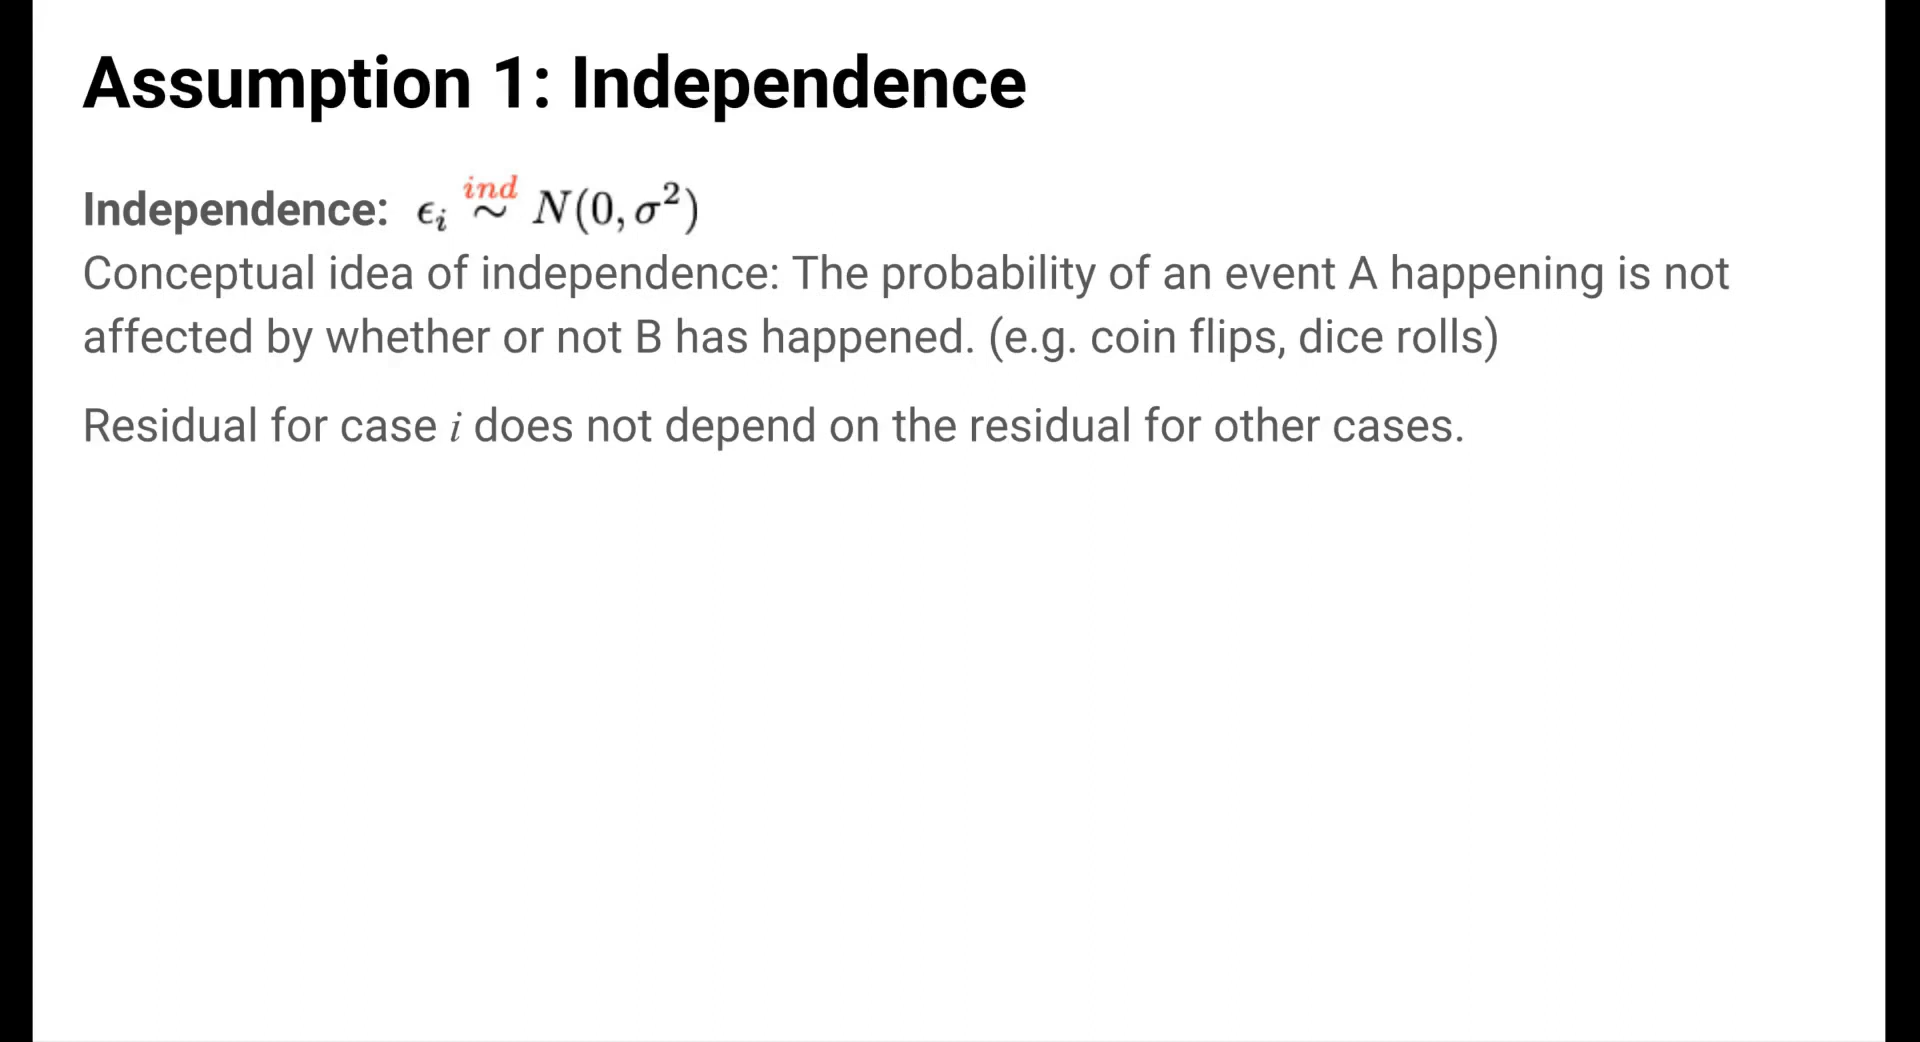 Assumption 1: Independence
Independence: ϵᵢ ind ~ N(0, σ²)
Conceptual idea of independence: The probability of an event A happening is not
affected by whether or not B has happened. (e.g. coin flips, dice rolls)
Residual for case i does not depend on the residual for other cases.